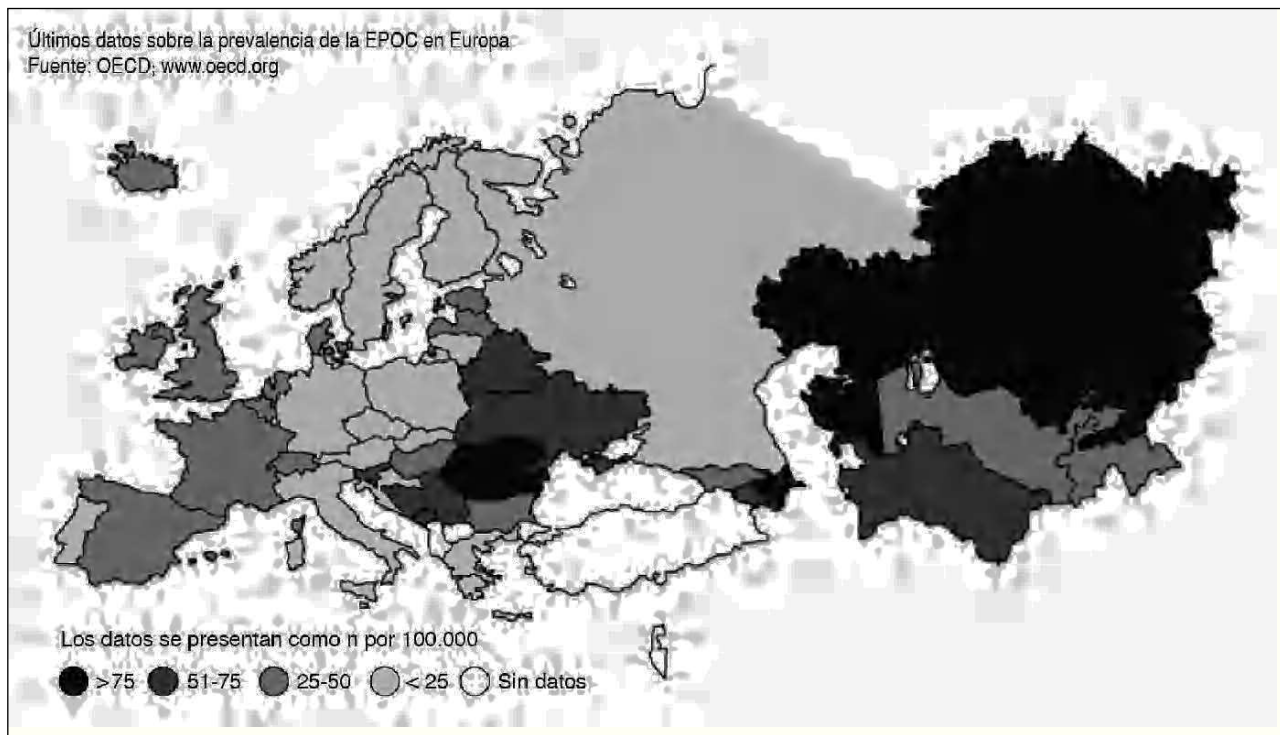 Últimos datos sobre la prevalencia de la EPOC en Europa
Fuente: OECD; www.oecd.org
Los datos se presentan como n por 100.000
>75 51-75 25-50 <25 Sin datos